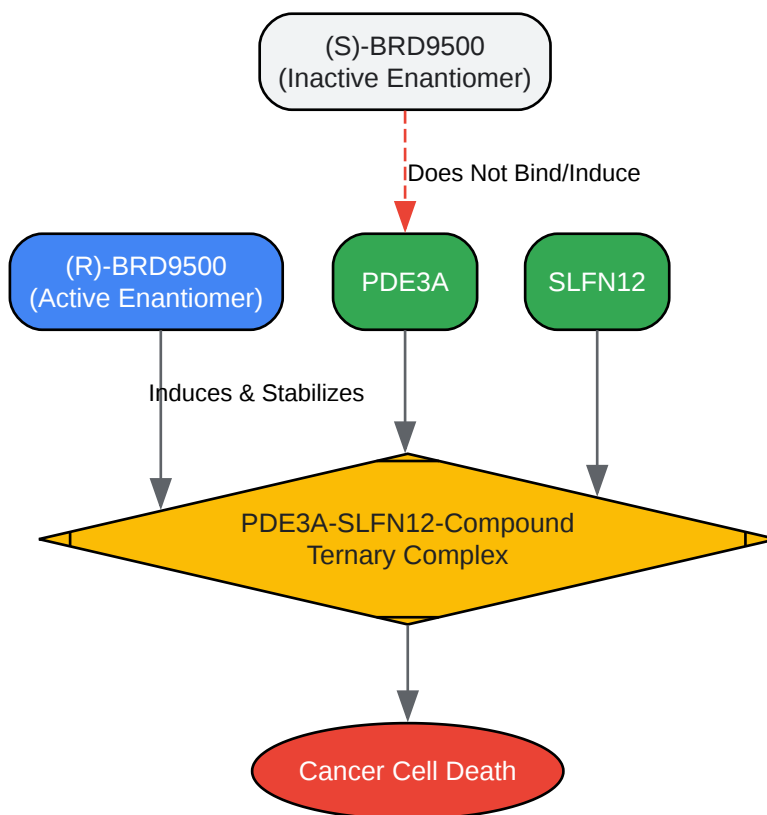 (S)-BRD9500
(Inactive Enantiomer)
Does Not Bind/Induce
(R)-BRD9500
(Active Enantiomer)
PDE3A
SLFN12
Induces & Stabilizes
PDE3A-SLFN12-Compound
Ternary Complex
Cancer Cell Death